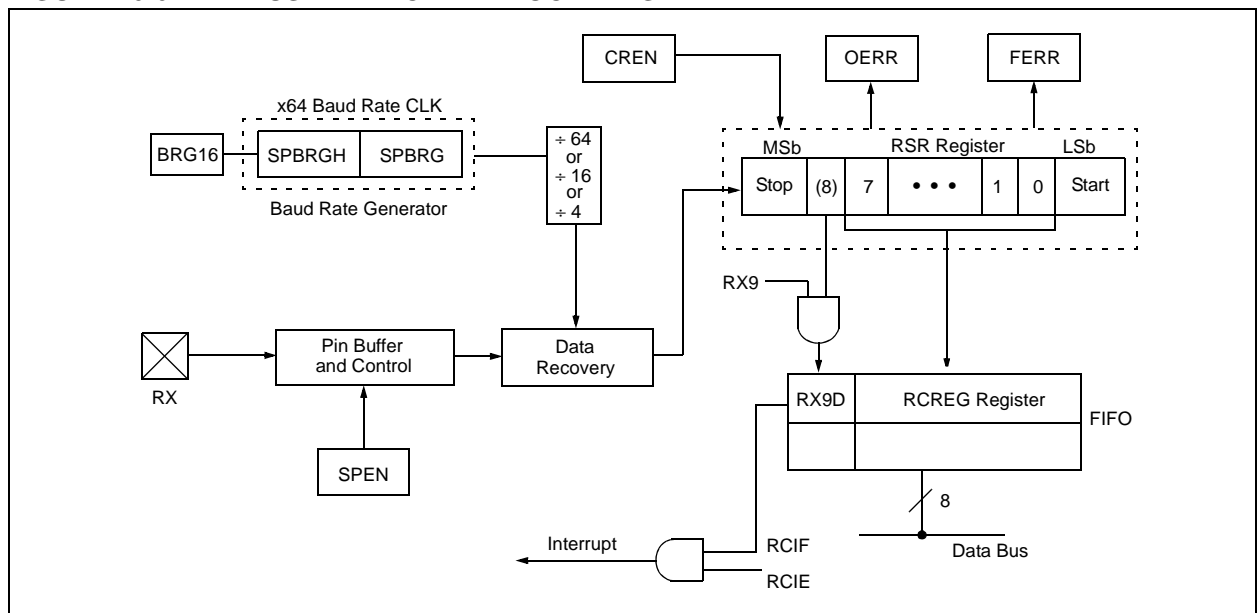 CREN
OERR
FERR
x64 Baud Rate CLK
BRG16
SPBRGH
SPBRG
Baud Rate Generator
÷ 64
or
÷ 16
or
÷ 4
MSb
RSR Register
LSb
Stop
(8)
7
• • •
1
0
Start
RX9
RX
Pin Buffer
and Control
Data
Recovery
SPEN
RX9D
RCREG Register
FIFO
8
Data Bus
Interrupt
RCIF
RCIE